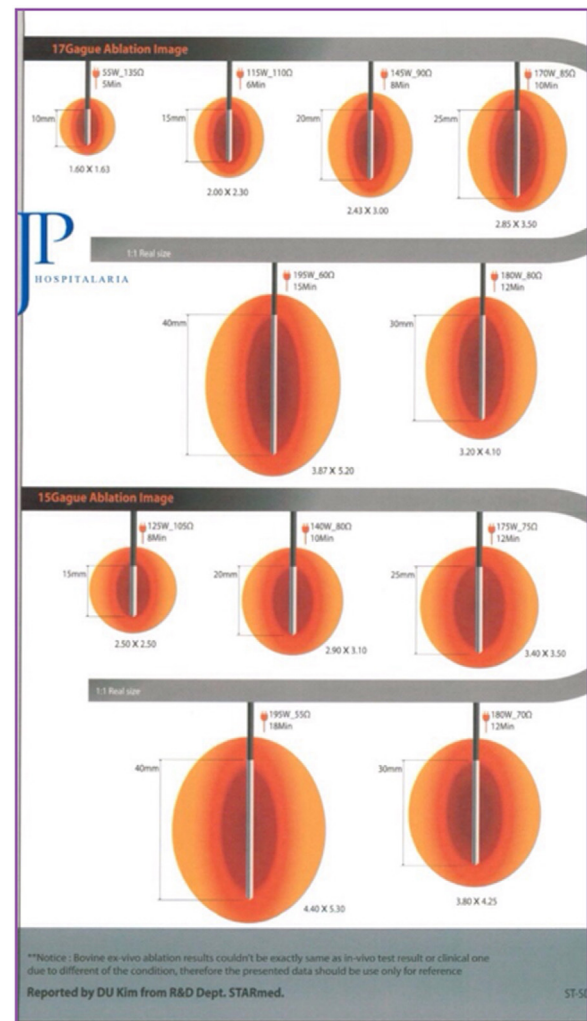 17Gague Ablation Image
55W_135Ω
5Min
10mm
1.60 X 1.63
115W_110Ω
6Min
15mm
2.00 X 2.30
145W_90Ω
8Min
20mm
2.43 X 3.00
170W_85Ω
10Min
25mm
2.85 X 3.50
JP
HOSPITALARIA
1:1 Real size
195W_60Ω
15Min
40mm
3.87 X 5.20
180W_80Ω
12Min
30mm
3.20 X 4.10
15Gague Ablation Image
125W_105Ω
8Min
15mm
2.50 X 2.50
140W_80Ω
10Min
20mm
2.90 X 3.10
175W_75Ω
12Min
25mm
3.40 X 3.50
1:1 Real size
195W_55Ω
18Min
40mm
4.40 X 5.30
180W_70Ω
12Min
30mm
3.80 X 4.25
**Notice : Bovine ex-vivo ablation results couldn't be exactly same as in-vivo test result or clinical one
due to different of the condition, therefore the presented data should be use only for reference
Reported by DU Kim from R&D Dept. STARmed.